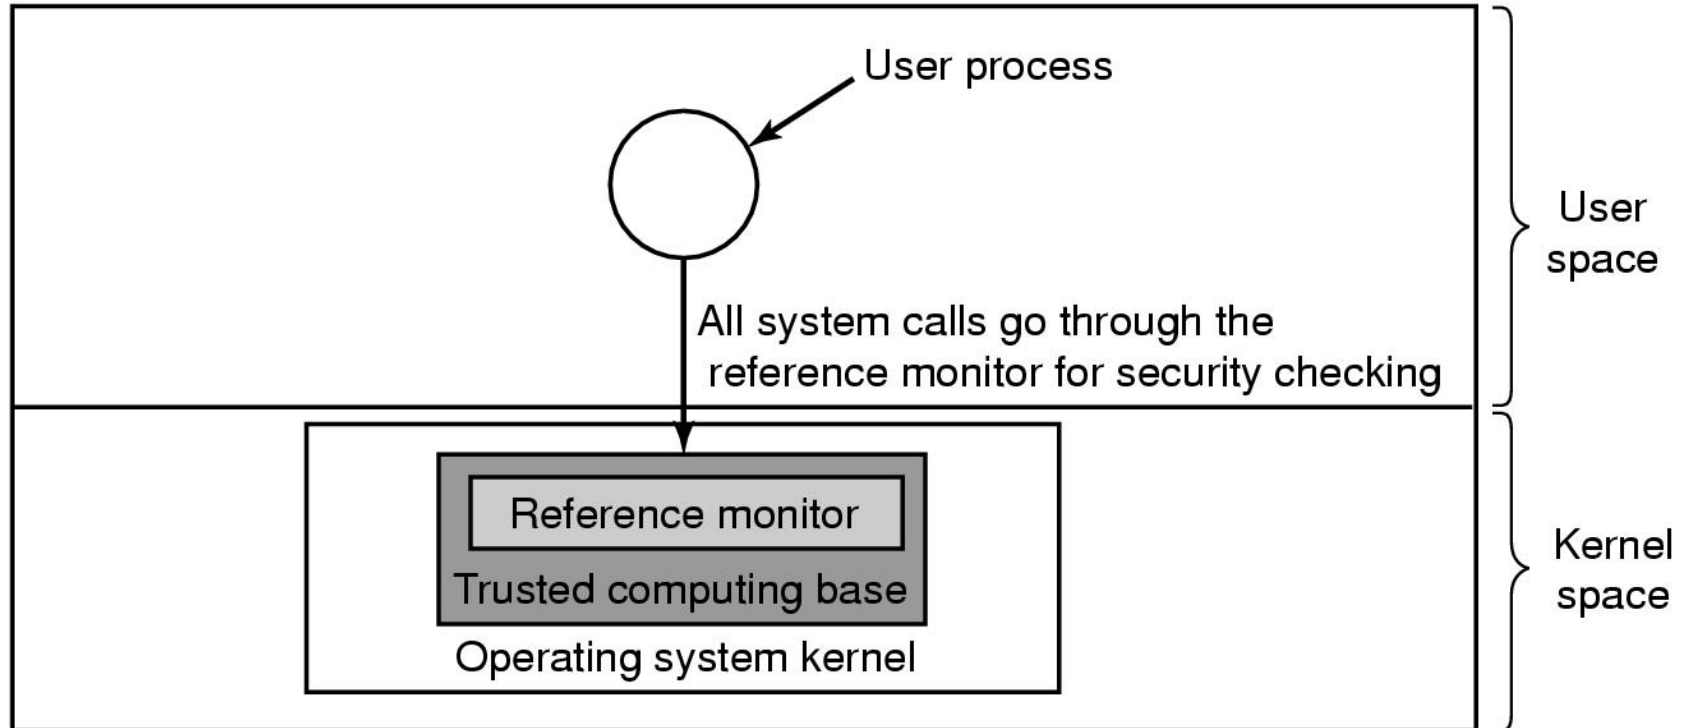 User process
User
space
All system calls go through the
reference monitor for security checking
Reference monitor
Trusted computing base
Operating system kernel
Kernel
space